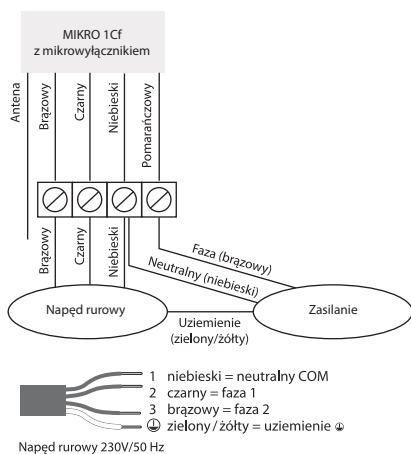 MIKRO 1Cf
z mikrowyłącznikiem
Antena
Brązowy
Czarny
Niebieski
Pomarańczowy
Brązowy
Czarny
Niebieski
Faza (brązowy)
Neutralny (niebieski)
Napęd rurowy
Zasilanie
Uziemienie
(zielony/żółty)
1 niebieski = neutralny COM
2 czarny = faza 1
3 brązowy = faza 2
⏚ zielony/żółty = uziemienie ⏚
Napęd rurowy 230V/50 Hz